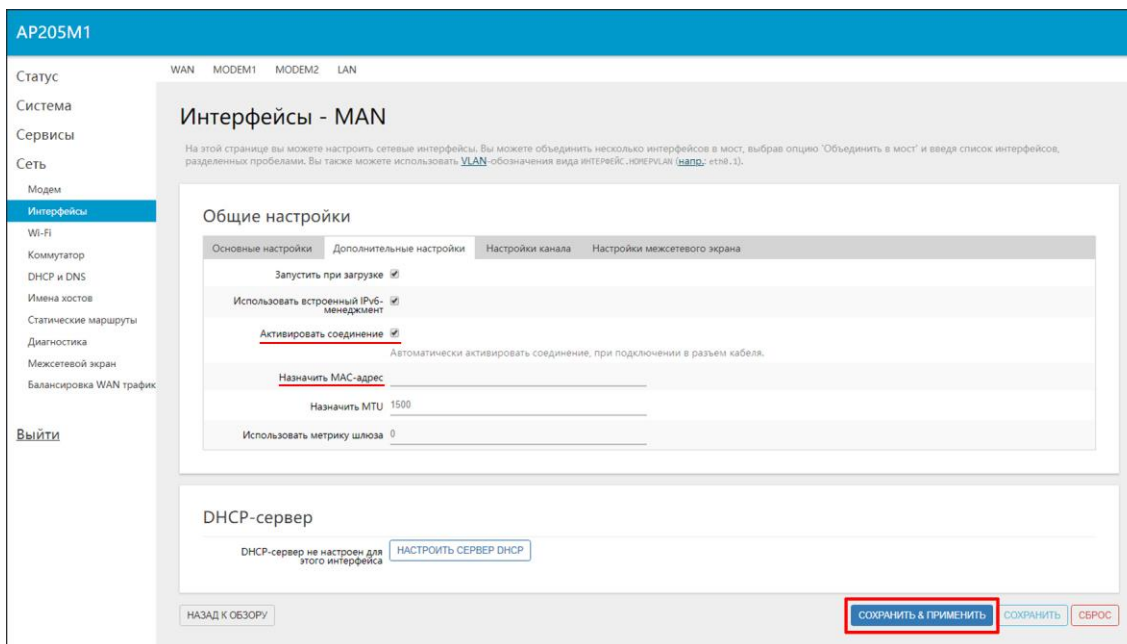 AP205M1
WAN MODEM1 MODEM2 LAN
Статус
Система
Сервисы
Сеть
Модем
Интерфейсы
Wi-Fi
Коммутатор
DHCP и DNS
Имена хостов
Статические маршруты
Диагностика
Межсетевой экран
Балансировка WAN трафик
Выйти
Интерфейсы - MAN
На этой странице вы можете настроить сетевые интерфейсы. Вы можете объединить несколько интерфейсов в мост, выбрав опцию 'Объединить в мост' и введя список интерфейсов,
разделенных пробелами. Вы также можете использовать VLAN-обозначения вида ИНТЕРФЕЙС.НОМЕРVLAN (напр.: eth0.1).
Общие настройки
Основные настройки Дополнительные настройки Настройки канала Настройки межсетевого экрана
Запустить при загрузке
Использовать встроенный IPv6-
менеджмент
Активировать соединение
Автоматически активировать соединение, при подключении в разъем кабеля.
Назначить MAC-адрес
Назначить MTU 1500
Использовать метрику шлюза 0
DHCP-сервер
DHCP-сервер не настроен для
этого интерфейса
НАСТРОИТЬ СЕРВЕР DHCP
НАЗАД К ОБЗОРУ СОХРАНИТЬ & ПРИМЕНИТЬ СОХРАНИТЬ СБРОС